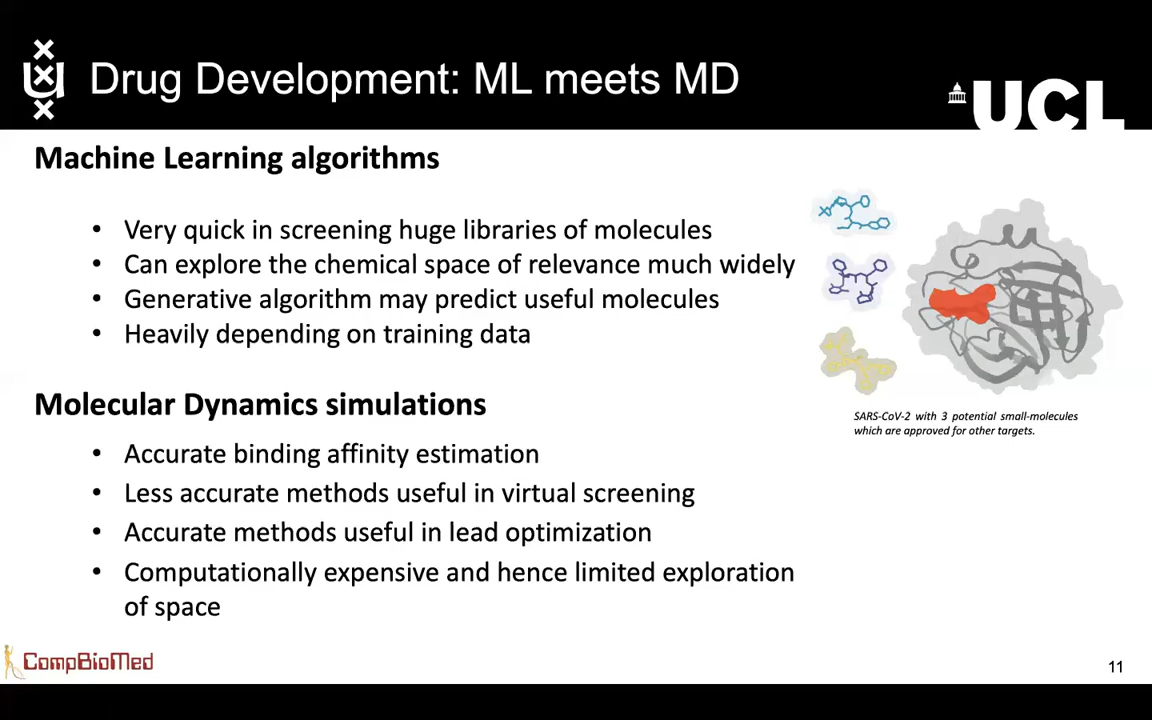 Drug Development: ML meets MD
UCL
Machine Learning algorithms
• Very quick in screening huge libraries of molecules
• Can explore the chemical space of relevance much widely
• Generative algorithm may predict useful molecules
• Heavily depending on training data
SARS-CoV-2 with 3 potential small-molecules
which are approved for other targets.
Molecular Dynamics simulations
• Accurate binding affinity estimation
• Less accurate methods useful in virtual screening
• Accurate methods useful in lead optimization
• Computationally expensive and hence limited exploration
of space
CompBioMed
11